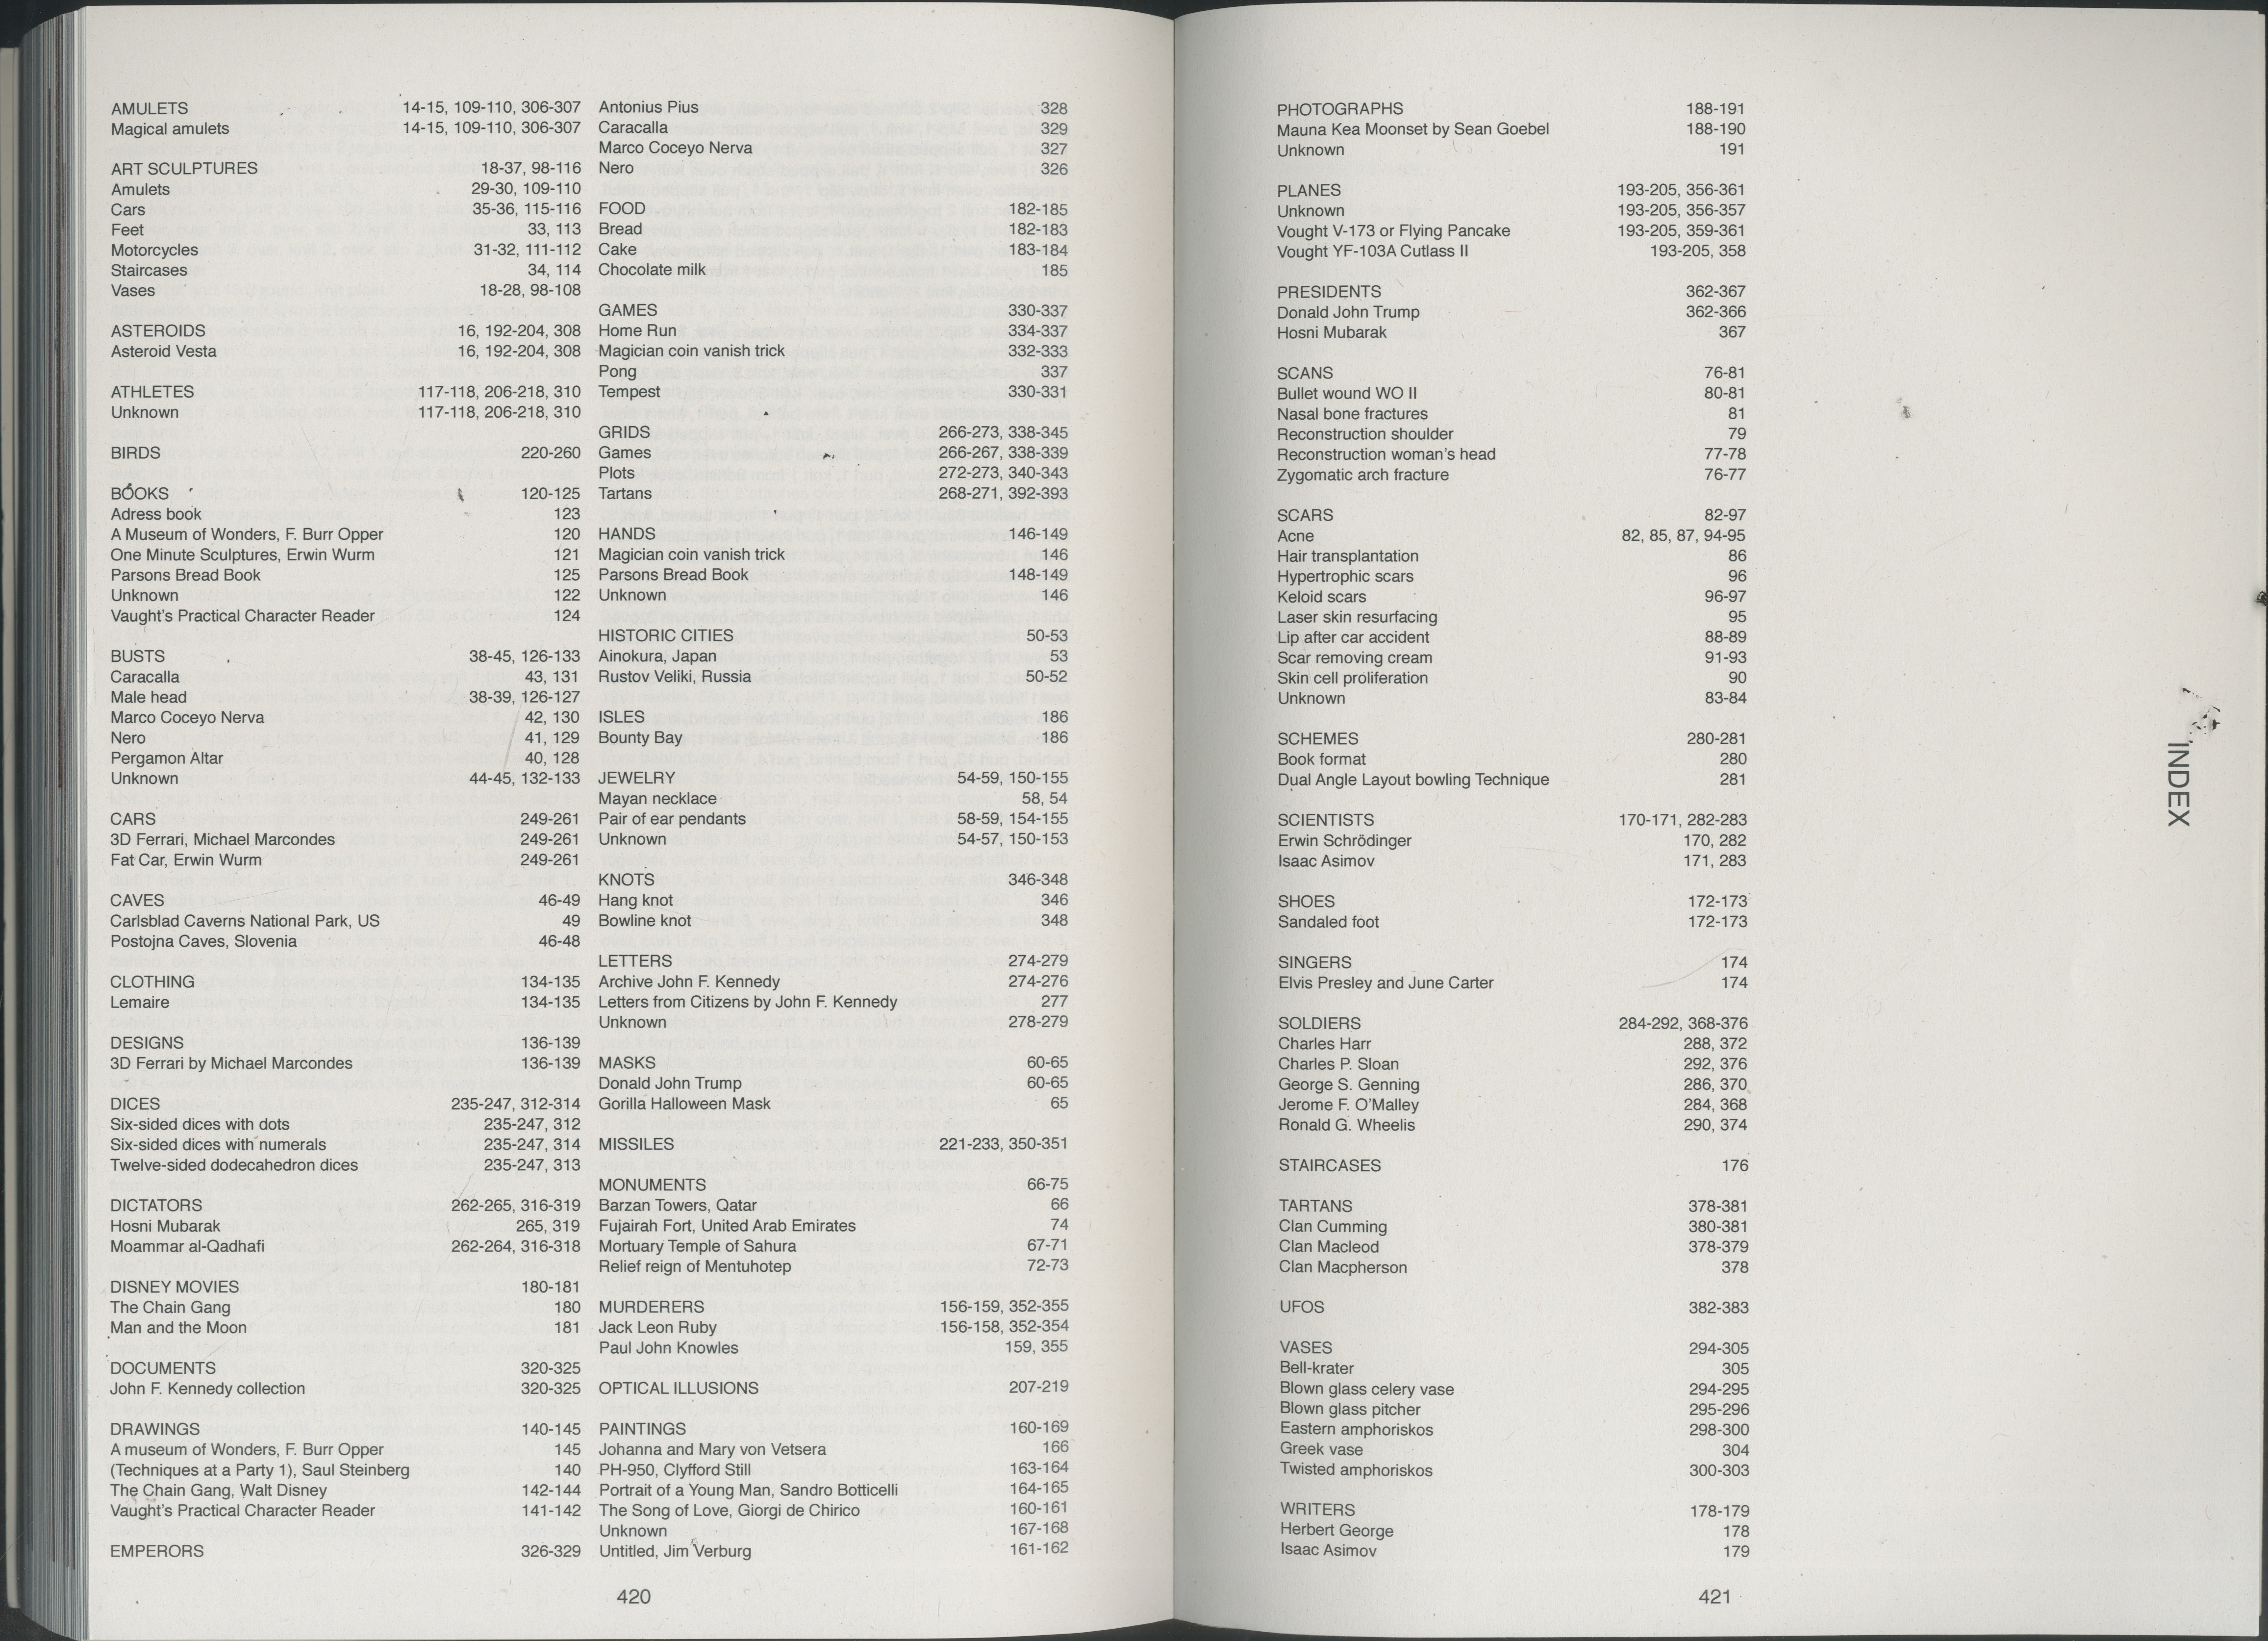 AMULETS 14-15, 109-110, 306-307
Magical amulets 14-15, 109-110, 306-307
ART SCULPTURES 18-37, 98-116
Amulets 29-30, 109-110
Cars 35-36, 115-116
Feet 33, 113
Motorcycles 31-32, 111-112
Staircases 34, 114
Vases 18-28, 98-108
ASTEROIDS 16, 192-204, 308
Asteroid Vesta 16, 192-204, 308
ATHLETES 117-118, 206-218, 310
Unknown 117-118, 206-218, 310
BIRDS 220-260
BOOKS 120-125
Adress book 123
A Museum of Wonders, F. Burr Opper 120
One Minute Sculptures, Erwin Wurm 121
Parsons Bread Book 125
Unknown 122
Vaught's Practical Character Reader 124
BUSTS 38-45, 126-133
Caracalla 43, 131
Male head 38-39, 126-127
Marco Coceyo Nerva 42, 130
Nero 41, 129
Pergamon Altar 40, 128
Unknown 44-45, 132-133
CARS 249-261
3D Ferrari, Michael Marcondes 249-261
Fat Car, Erwin Wurm 249-261
CAVES 46-49
Carlsblad Caverns National Park, US 49
Postojna Caves, Slovenia 46-48
CLOTHING 134-135
Lemaire 134-135
DESIGNS 136-139
3D Ferrari by Michael Marcondes 136-139
DICES 235-247, 312-314
Six-sided dices with dots 235-247, 312
Six-sided dices with numerals 235-247, 314
Twelve-sided dodecahedron dices 235-247, 313
DICTATORS 262-265, 316-319
Hosni Mubarak 265, 319
Moammar al-Qadhafi 262-264, 316-318
DISNEY MOVIES 180-181
The Chain Gang 180
Man and the Moon 181
DOCUMENTS 320-325
John F. Kennedy collection 320-325
DRAWINGS 140-145
A museum of Wonders, F. Burr Opper 145
(Techniques at a Party 1), Saul Steinberg 140
The Chain Gang, Walt Disney 142-144
Vaught's Practical Character Reader 141-142
EMPERORS 326-329
Antonius Pius 328
Caracalla 329
Marco Coceyo Nerva 327
Nero 326
FOOD 182-185
Bread 182-183
Cake 183-184
Chocolate milk 185
GAMES 330-337
Home Run 334-337
Magician coin vanish trick 332-333
Pong 337
Tempest 330-331
GRIDS 266-273, 338-345
Games 266-267, 338-339
Plots 272-273, 340-343
Tartans 268-271, 392-393
HANDS 146-149
Magician coin vanish trick 146
Parsons Bread Book 148-149
Unknown 146
HISTORIC CITIES 50-53
Ainokura, Japan 53
Rustov Veliki, Russia 50-52
ISLES 186
Bounty Bay 186
JEWELRY 54-59, 150-155
Mayan necklace 58, 54
Pair of ear pendants 58-59, 154-155
Unknown 54-57, 150-153
KNOTS 346-348
Hang knot 346
Bowline knot 348
LETTERS 274-279
Archive John F. Kennedy 274-276
Letters from Citizens by John F. Kennedy 277
Unknown 278-279
MASKS 60-65
Donald John Trump 60-65
Gorilla Halloween Mask 65
MISSILES 221-233, 350-351
MONUMENTS 66-75
Barzan Towers, Qatar 66
Fujairah Fort, United Arab Emirates 74
Mortuary Temple of Sahura 67-71
Relief reign of Mentuhotep 72-73
MURDERERS 156-159, 352-355
Jack Leon Ruby 156-158, 352-354
Paul John Knowles 159, 355
OPTICAL ILLUSIONS 207-219
PAINTINGS 160-169
Johanna and Mary von Vetsera 166
PH-950, Clyfford Still 163-164
Portrait of a Young Man, Sandro Botticelli 164-165
The Song of Love, Giorgi de Chirico 160-161
Unknown 167-168
Untitled, Jim Verburg 161-162
420
PHOTOGRAPHS 188-191
Mauna Kea Moonset by Sean Goebel 188-190
Unknown 191
PLANES 193-205, 356-361
Unknown 193-205, 356-357
Vought V-173 or Flying Pancake 193-205, 359-361
Vought YF-103A Cutlass II 193-205, 358
PRESIDENTS 362-367
Donald John Trump 362-366
Hosni Mubarak 367
SCANS 76-81
Bullet wound WO II 80-81
Nasal bone fractures 81
Reconstruction shoulder 79
Reconstruction woman's head 77-78
Zygomatic arch fracture 76-77
SCARS 82-97
Acne 82, 85, 87, 94-95
Hair transplantation 86
Hypertrophic scars 96
Keloid scars 96-97
Laser skin resurfacing 95
Lip after car accident 88-89
Scar removing cream 91-93
Skin cell proliferation 90
Unknown 83-84
SCHEMES 280-281
Book format 280
Dual Angle Layout bowling Technique 281
SCIENTISTS 170-171, 282-283
Erwin Schrödinger 170, 282
Isaac Asimov 171, 283
SHOES 172-173
Sandaled foot 172-173
SINGERS 174
Elvis Presley and June Carter 174
SOLDIERS 284-292, 368-376
Charles Harr 288, 372
Charles P. Sloan 292, 376
George S. Genning 286, 370
Jerome F. O'Malley 284, 368
Ronald G. Wheelis 290, 374
STAIRCASES 176
TARTANS 378-381
Clan Cumming 380-381
Clan Macleod 378-379
Clan Macpherson 378
UFOS 382-383
VASES 294-305
Bell-krater 305
Blown glass celery vase 294-295
Blown glass pitcher 295-296
Eastern amphoriskos 298-300
Greek vase 304
Twisted amphoriskos 300-303
WRITERS 178-179
Herbert George 178
Isaac Asimov 179
421
INDEX